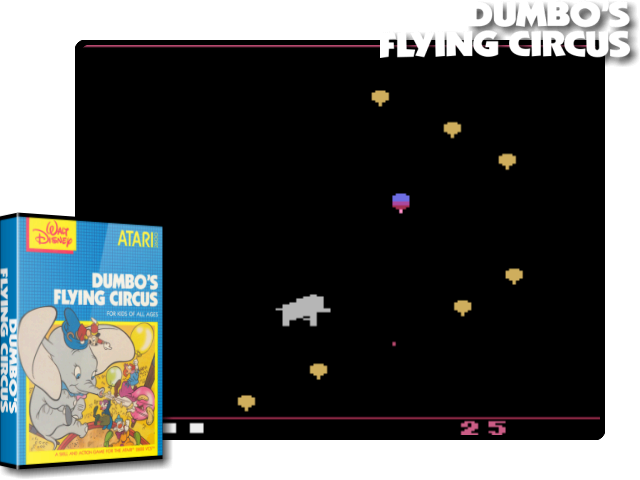 DUMBO'S
FLYING CIRCUS
Walt
Disney
ATARI
DUMBO'S
FLYING CIRCUS
FOR KIDS OF ALL AGES
DUMBO'S
FLYING CIRCUS
25